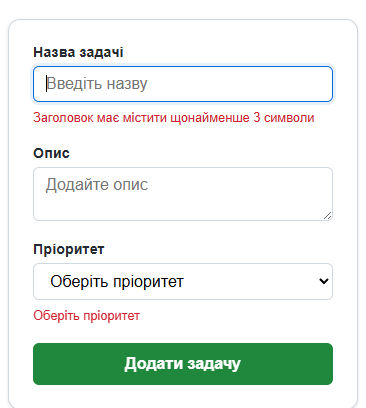 Назва задачі
Введіть назву
Заголовок має містити щонайменше 3 символи
Опис
Додайте опис
Пріоритет
Оберіть пріоритет
Оберіть пріоритет
Додати задачу